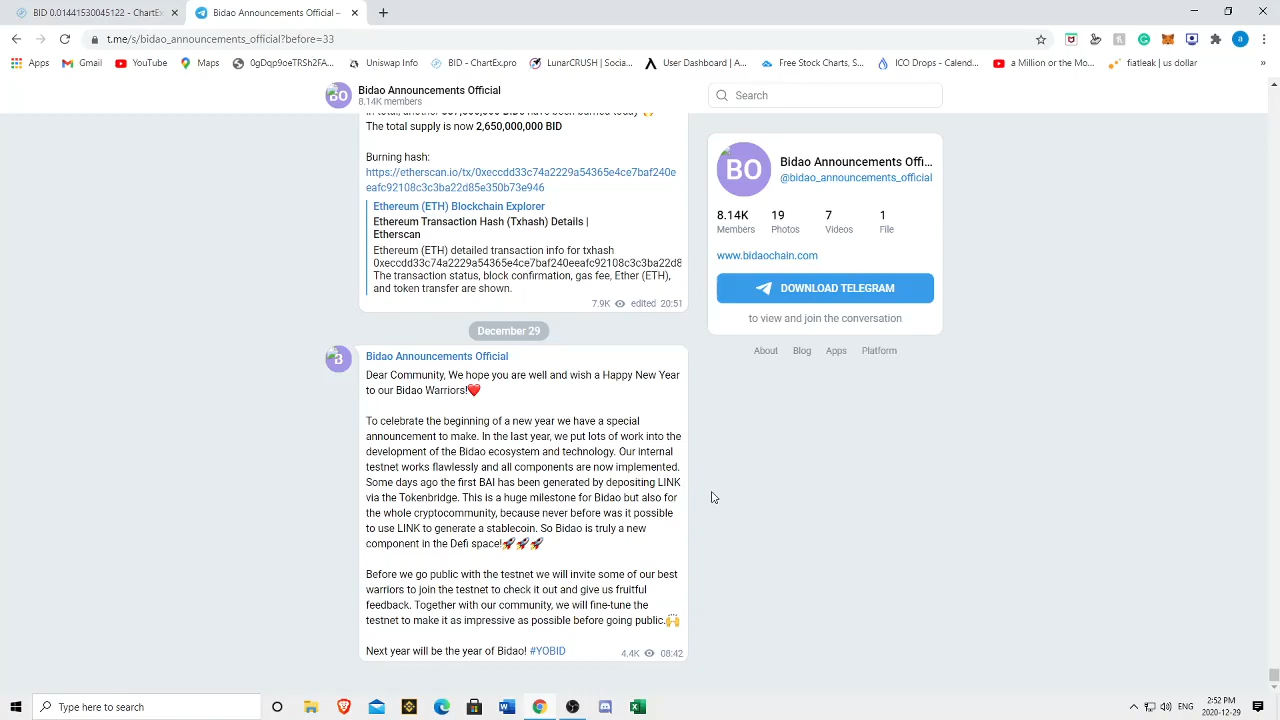 BID 0.01441530045122 - ChartEx
Bidao Announcements Official –
t.me/s/bidao_announcements_official?before=33
Apps
Gmail
YouTube
Maps
0gDqp9oeTRSh2FA...
Uniswap Info
BID - ChartEx.pro
LunarCRUSH | Socia...
User Dashboard | A...
Free Stock Charts, S...
ICO Drops - Calend...
a Million or the Mo...
fiatleak | us dollar
»
BO
Bidao Announcements Official
8.14K members
Search
The total supply is now 2,650,000,000 BID
Burning hash:
https://etherscan.io/tx/0xeccdd33c74a2229a54365e4ce7baf240e
eafc92108c3c3ba22d85e350b73e946
Ethereum (ETH) Blockchain Explorer
Ethereum Transaction Hash (Txhash) Details |
Etherscan
Ethereum (ETH) detailed transaction info for txhash
0xeccdd33c74a2229a54365e4ce7baf240eeafc92108c3c3ba22d8
The transaction status, block confirmation, gas fee, Ether (ETH),
and token transfer are shown.
7.9K edited 20:51
December 29
B
Bidao Announcements Official
Dear Community, We hope you are well and wish a Happy New Year
to our Bidao Warriors!❤️
To celebrate the beginning of a new year we have a special
announcement to make. In the last year, we put lots of work into the
development of the Bidao ecosystem and technology. Our internal
testnet works flawlessly and all components are now implemented.
Some days ago the first BAI has been generated by depositing LINK
via the Tokenbridge. This is a huge milestone for Bidao but also for
the whole cryptocommunity, because never before was it possible
to use LINK to generate a stablecoin. So Bidao is truly a new
component in the Defi space!🚀🚀🚀
Before we go public with the testnet we will invite some of our best
warriors to join the testnet to check it out and give us fruitful
feedback. Together with our community, we will fine-tune the
testnet to make it as impressive as possible before going public.🙌
Next year will be the year of Bidao! #YOBID
4.4K 08:42
BO
Bidao Announcements Offi...
@bidao_announcements_official
8.14K 19 7 1
Members Photos Videos File
www.bidaochain.com
DOWNLOAD TELEGRAM
to view and join the conversation
About Blog Apps Platform
Type here to search
ENG
2:52 PM
2020-12-29